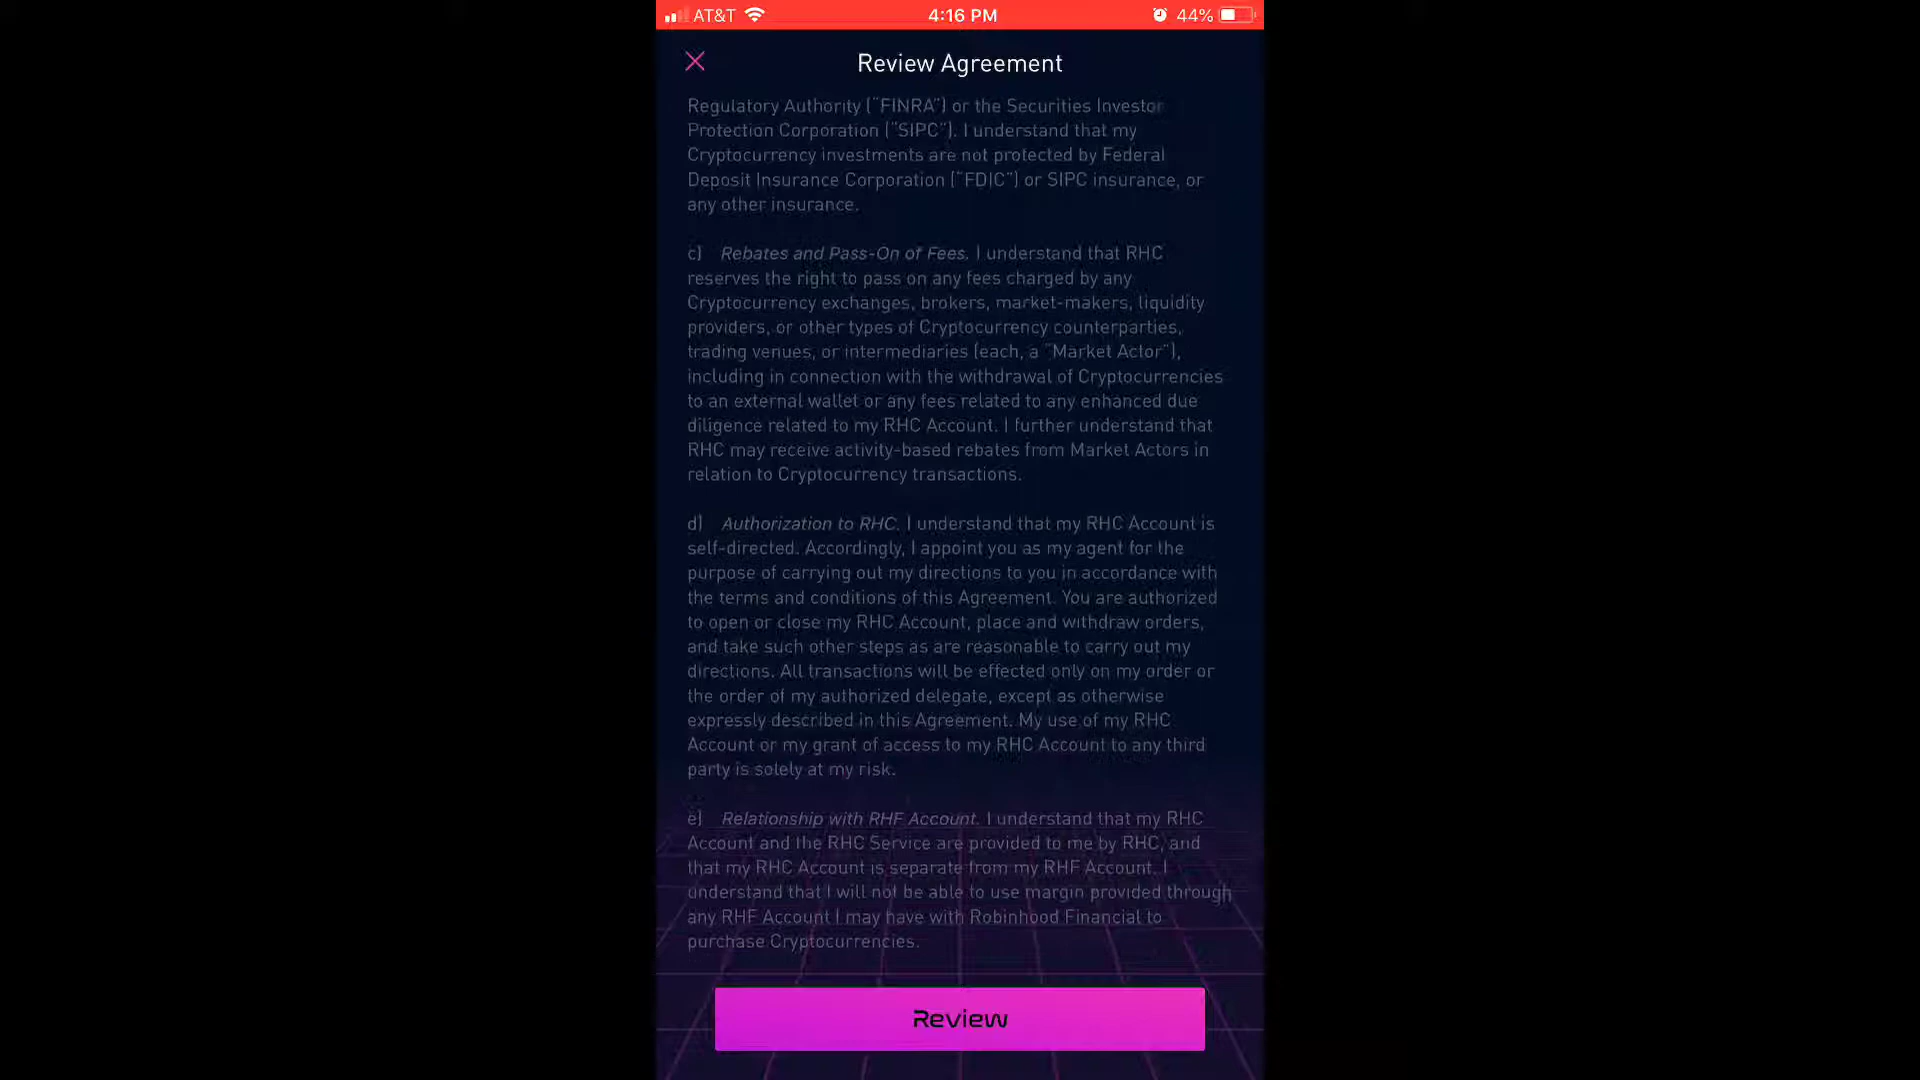 AT&T 4:16 PM 44%
Review Agreement
Regulatory Authority ("FINRA") or the Securities Investor
Protection Corporation ("SIPC"). I understand that my
Cryptocurrency investments are not protected by Federal
Deposit Insurance Corporation ("FDIC") or SIPC insurance, or
any other insurance.
c) Rebates and Pass-On of Fees. I understand that RHC
reserves the right to pass on any fees charged by any
Cryptocurrency exchanges, brokers, market-makers, liquidity
providers, or other types of Cryptocurrency counterparties,
trading venues, or intermediaries (each, a "Market Actor"),
including in connection with the withdrawal of Cryptocurrencies
to an external wallet or any fees related to any enhanced due
diligence related to my RHC Account. I further understand that
RHC may receive activity-based rebates from Market Actors in
relation to Cryptocurrency transactions.
d) Authorization to RHC. I understand that my RHC Account is
self-directed. Accordingly, I appoint you as my agent for the
purpose of carrying out my directions to you in accordance with
the terms and conditions of this Agreement. You are authorized
to open or close my RHC Account, place and withdraw orders,
and take such other steps as are reasonable to carry out my
directions. All transactions will be effected only on my order or
the order of my authorized delegate, except as otherwise
expressly described in this Agreement. My use of my RHC
Account or my grant of access to my RHC Account to any third
party is solely at my risk.
e) Relationship with RHF Account. I understand that my RHC
Account and the RHC Service are provided to me by RHC, and
that my RHC Account is separate from my RHF Account. I
understand that I will not be able to use margin provided through
any RHF Account I may have with Robinhood Financial to
purchase Cryptocurrencies.
Review